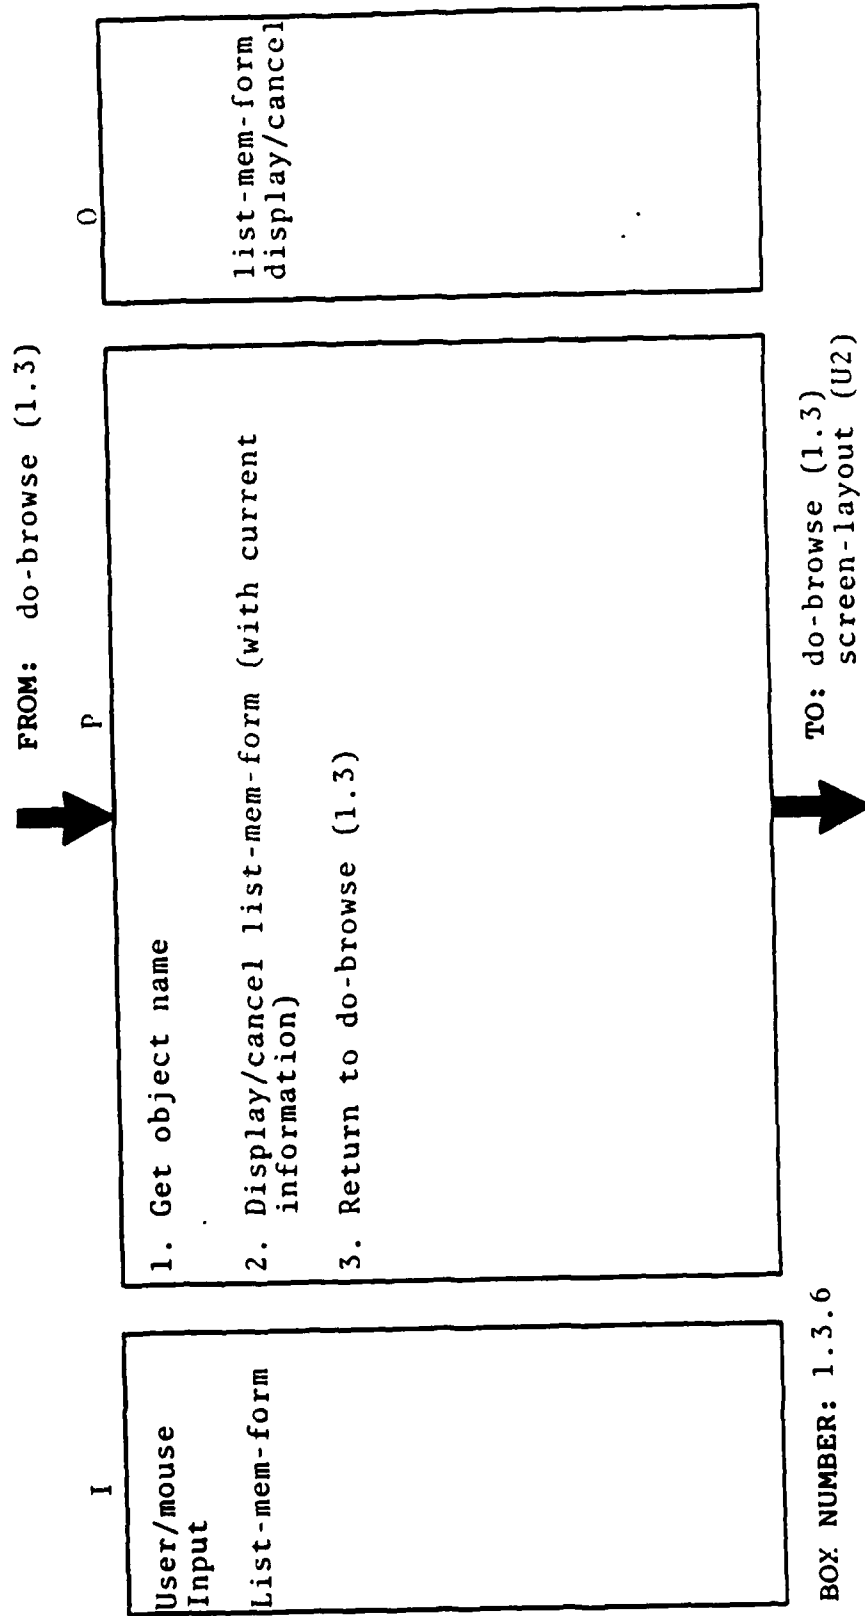 FROM: do-browse (1.3)
I
P
O
User/mouse
Input
List-mem-form
1. Get object name
2. Display/cancel list-mem-form (with current
information)
3. Return to do-browse (1.3)
list-mem-form
display/cancel
BOX NUMBER: 1.3.6
TO: do-browse (1.3)
screen-layout (U2)